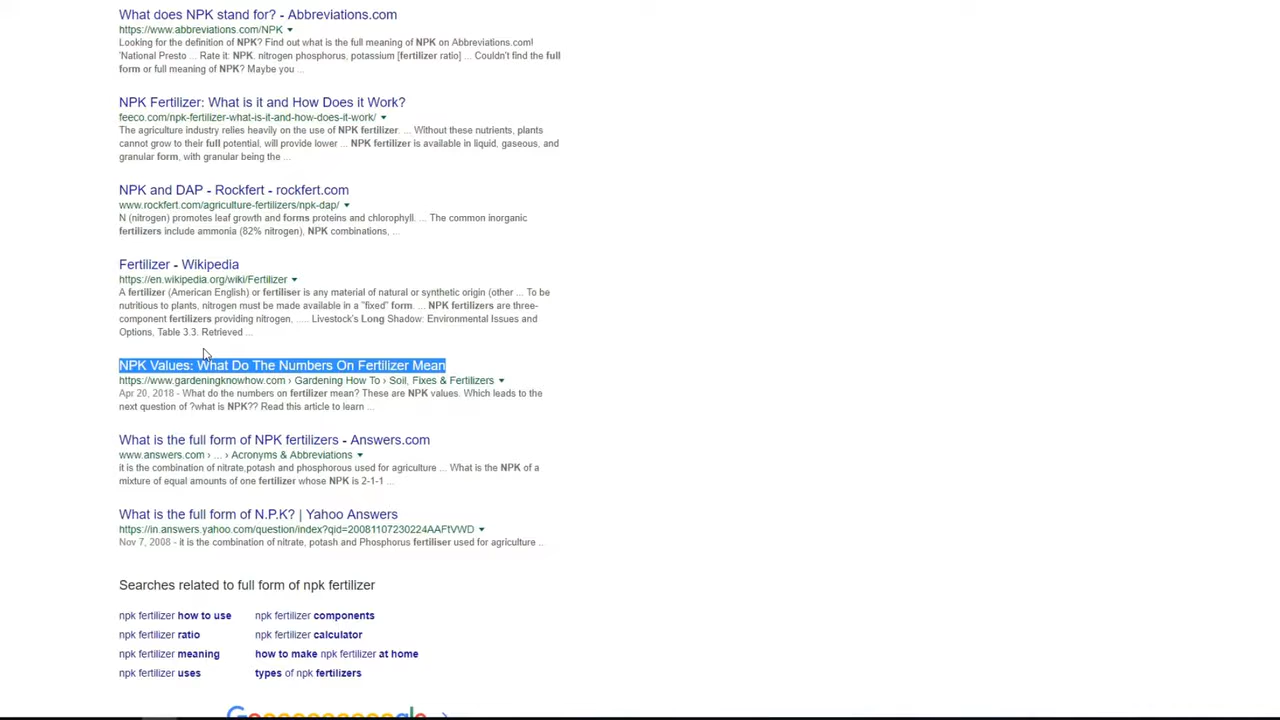 What does NPK stand for? - Abbreviations.com
https://www.abbreviations.com/NPK
Looking for the definition of NPK? Find out what is the full meaning of NPK on Abbreviations.com!
'National Presto ... Rate it: NPK. nitrogen phosphorus, potassium [fertilizer ratio] ... Couldn't find the full
form or full meaning of NPK? Maybe you ...
NPK Fertilizer: What is it and How Does it Work?
feeco.com/npk-fertilizer-what-is-it-and-how-does-it-work/
The agriculture industry relies heavily on the use of NPK fertilizer. ... Without these nutrients, plants
cannot grow to their full potential, will provide lower ... NPK fertilizer is available in liquid, gaseous, and
granular form, with granular being the ...
NPK and DAP - Rockfert - rockfert.com
www.rockfert.com/agriculture-fertilizers/npk-dap/
N (nitrogen) promotes leaf growth and forms proteins and chlorophyll. ... The common inorganic
fertilizers include ammonia (82% nitrogen), NPK combinations, ...
Fertilizer - Wikipedia
https://en.wikipedia.org/wiki/Fertilizer
A fertilizer (American English) or fertiliser is any material of natural or synthetic origin (other ... To be
nutritious to plants, nitrogen must be made available in a "fixed" form. ... NPK fertilizers are three-
component fertilizers providing nitrogen, ..... Livestock's Long Shadow: Environmental Issues and
Options, Table 3.3. Retrieved ...
NPK Values: What Do The Numbers On Fertilizer Mean
https://www.gardeningknowhow.com › Gardening How To › Soil, Fixes & Fertilizers
Apr 20, 2018 - What do the numbers on fertilizer mean? These are NPK values. Which leads to the
next question of ?what is NPK?? Read this article to learn ...
What is the full form of NPK fertilizers - Answers.com
www.answers.com › ... › Acronyms & Abbreviations
it is the combination of nitrate,potash and phosphorous used for agriculture ... What is the NPK of a
mixture of equal amounts of one fertilizer whose NPK is 2-1-1 ...
What is the full form of N.P.K? | Yahoo Answers
https://in.answers.yahoo.com/question/index?qid=20081107230224AAFtVWD
Nov 7, 2008 - it is the combination of nitrate, potash and Phosphorus fertiliser used for agriculture ..
Searches related to full form of npk fertilizer
npk fertilizer how to use npk fertilizer components
npk fertilizer ratio npk fertilizer calculator
npk fertilizer meaning how to make npk fertilizer at home
npk fertilizer uses types of npk fertilizers